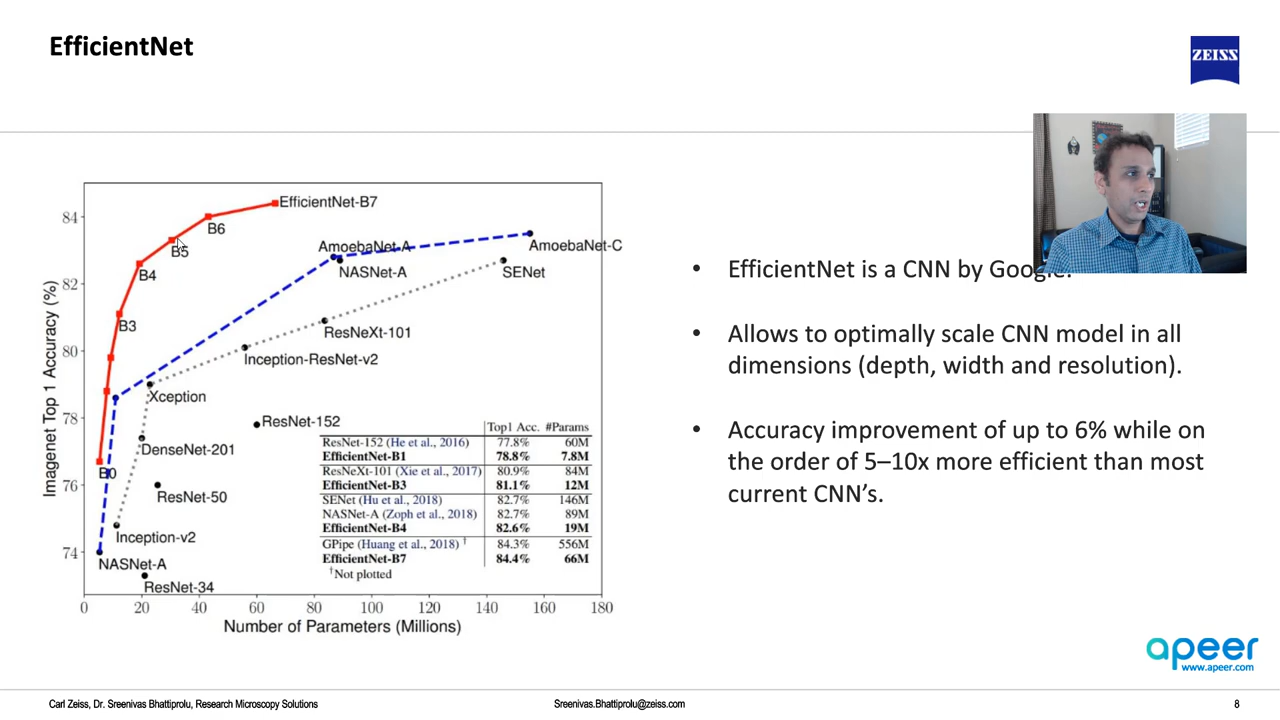 EfficientNet
ZEISS
84
82
80
78
76
74
Imagenet Top 1 Accuracy (%)
0
20
40
60
80
100
120
140
160
180
Number of Parameters (Millions)
EfficientNet-B7
B6
B5
B4
B3
B0
AmoebaNet-A
AmoebaNet-C
NASNet-A
SENet
ResNeXt-101
Inception-ResNet-v2
Xception
ResNet-152
DenseNet-201
ResNet-50
Inception-v2
NASNet-A
ResNet-34
Top1 Acc. #Params
ResNet-152 (He et al., 2016) 77.8% 60M
EfficientNet-B1 78.8% 7.8M
ResNeXt-101 (Xie et al., 2017) 80.9% 84M
EfficientNet-B3 81.1% 12M
SENet (Hu et al., 2018) 82.7% 146M
NASNet-A (Zoph et al., 2018) 82.7% 89M
EfficientNet-B4 82.6% 19M
GPipe (Huang et al., 2018) † 84.3% 556M
EfficientNet-B7 84.4% 66M
†Not plotted
• EfficientNet is a CNN by Google.
• Allows to optimally scale CNN model in all
dimensions (depth, width and resolution).
• Accuracy improvement of up to 6% while on
the order of 5–10x more efficient than most
current CNN's.
apeer
www.apeer.com
Carl Zeiss, Dr. Sreenivas Bhattiprolu, Research Microscopy Solutions
Sreenivas.Bhattiprolu@zeiss.com
8